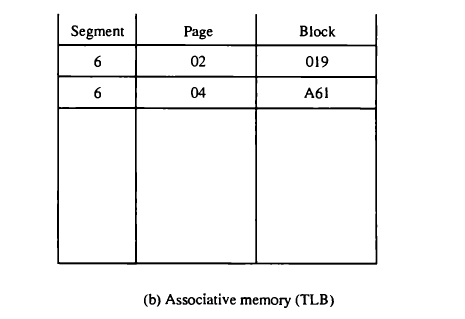 Segment Page Block
6 02 019
6 04 A61
(b) Associative memory (TLB)